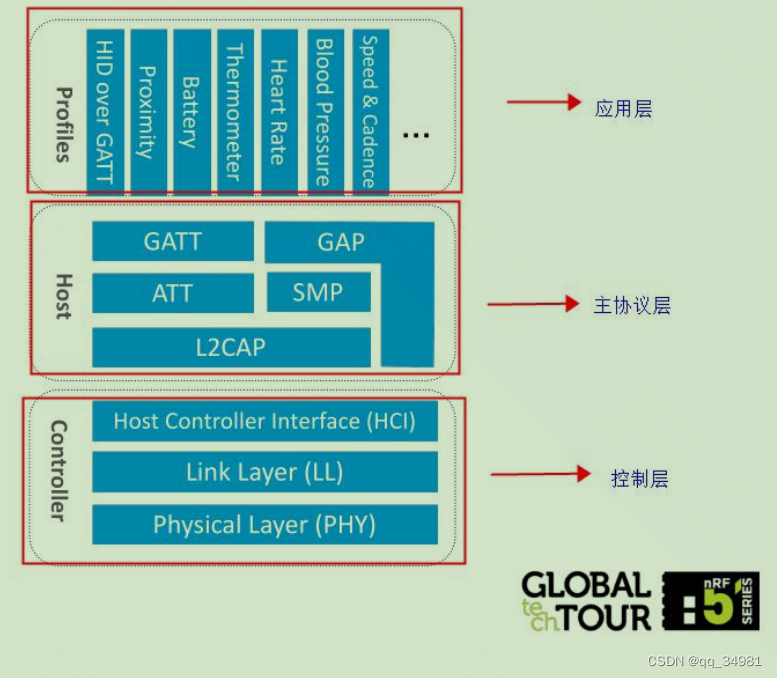 Profiles
HID over GATT
Proximity
Battery
Thermometer
Heart Rate
Blood Pressure
Speed & Cadence
...
应用层
Host
GATT
GAP
ATT
SMP
L2CAP
主协议层
Controller
Host Controller Interface (HCI)
Link Layer (LL)
Physical Layer (PHY)
控制层
GLOBAL
tech TOUR
nRF
5
SERIES
CSDN @qq_34981